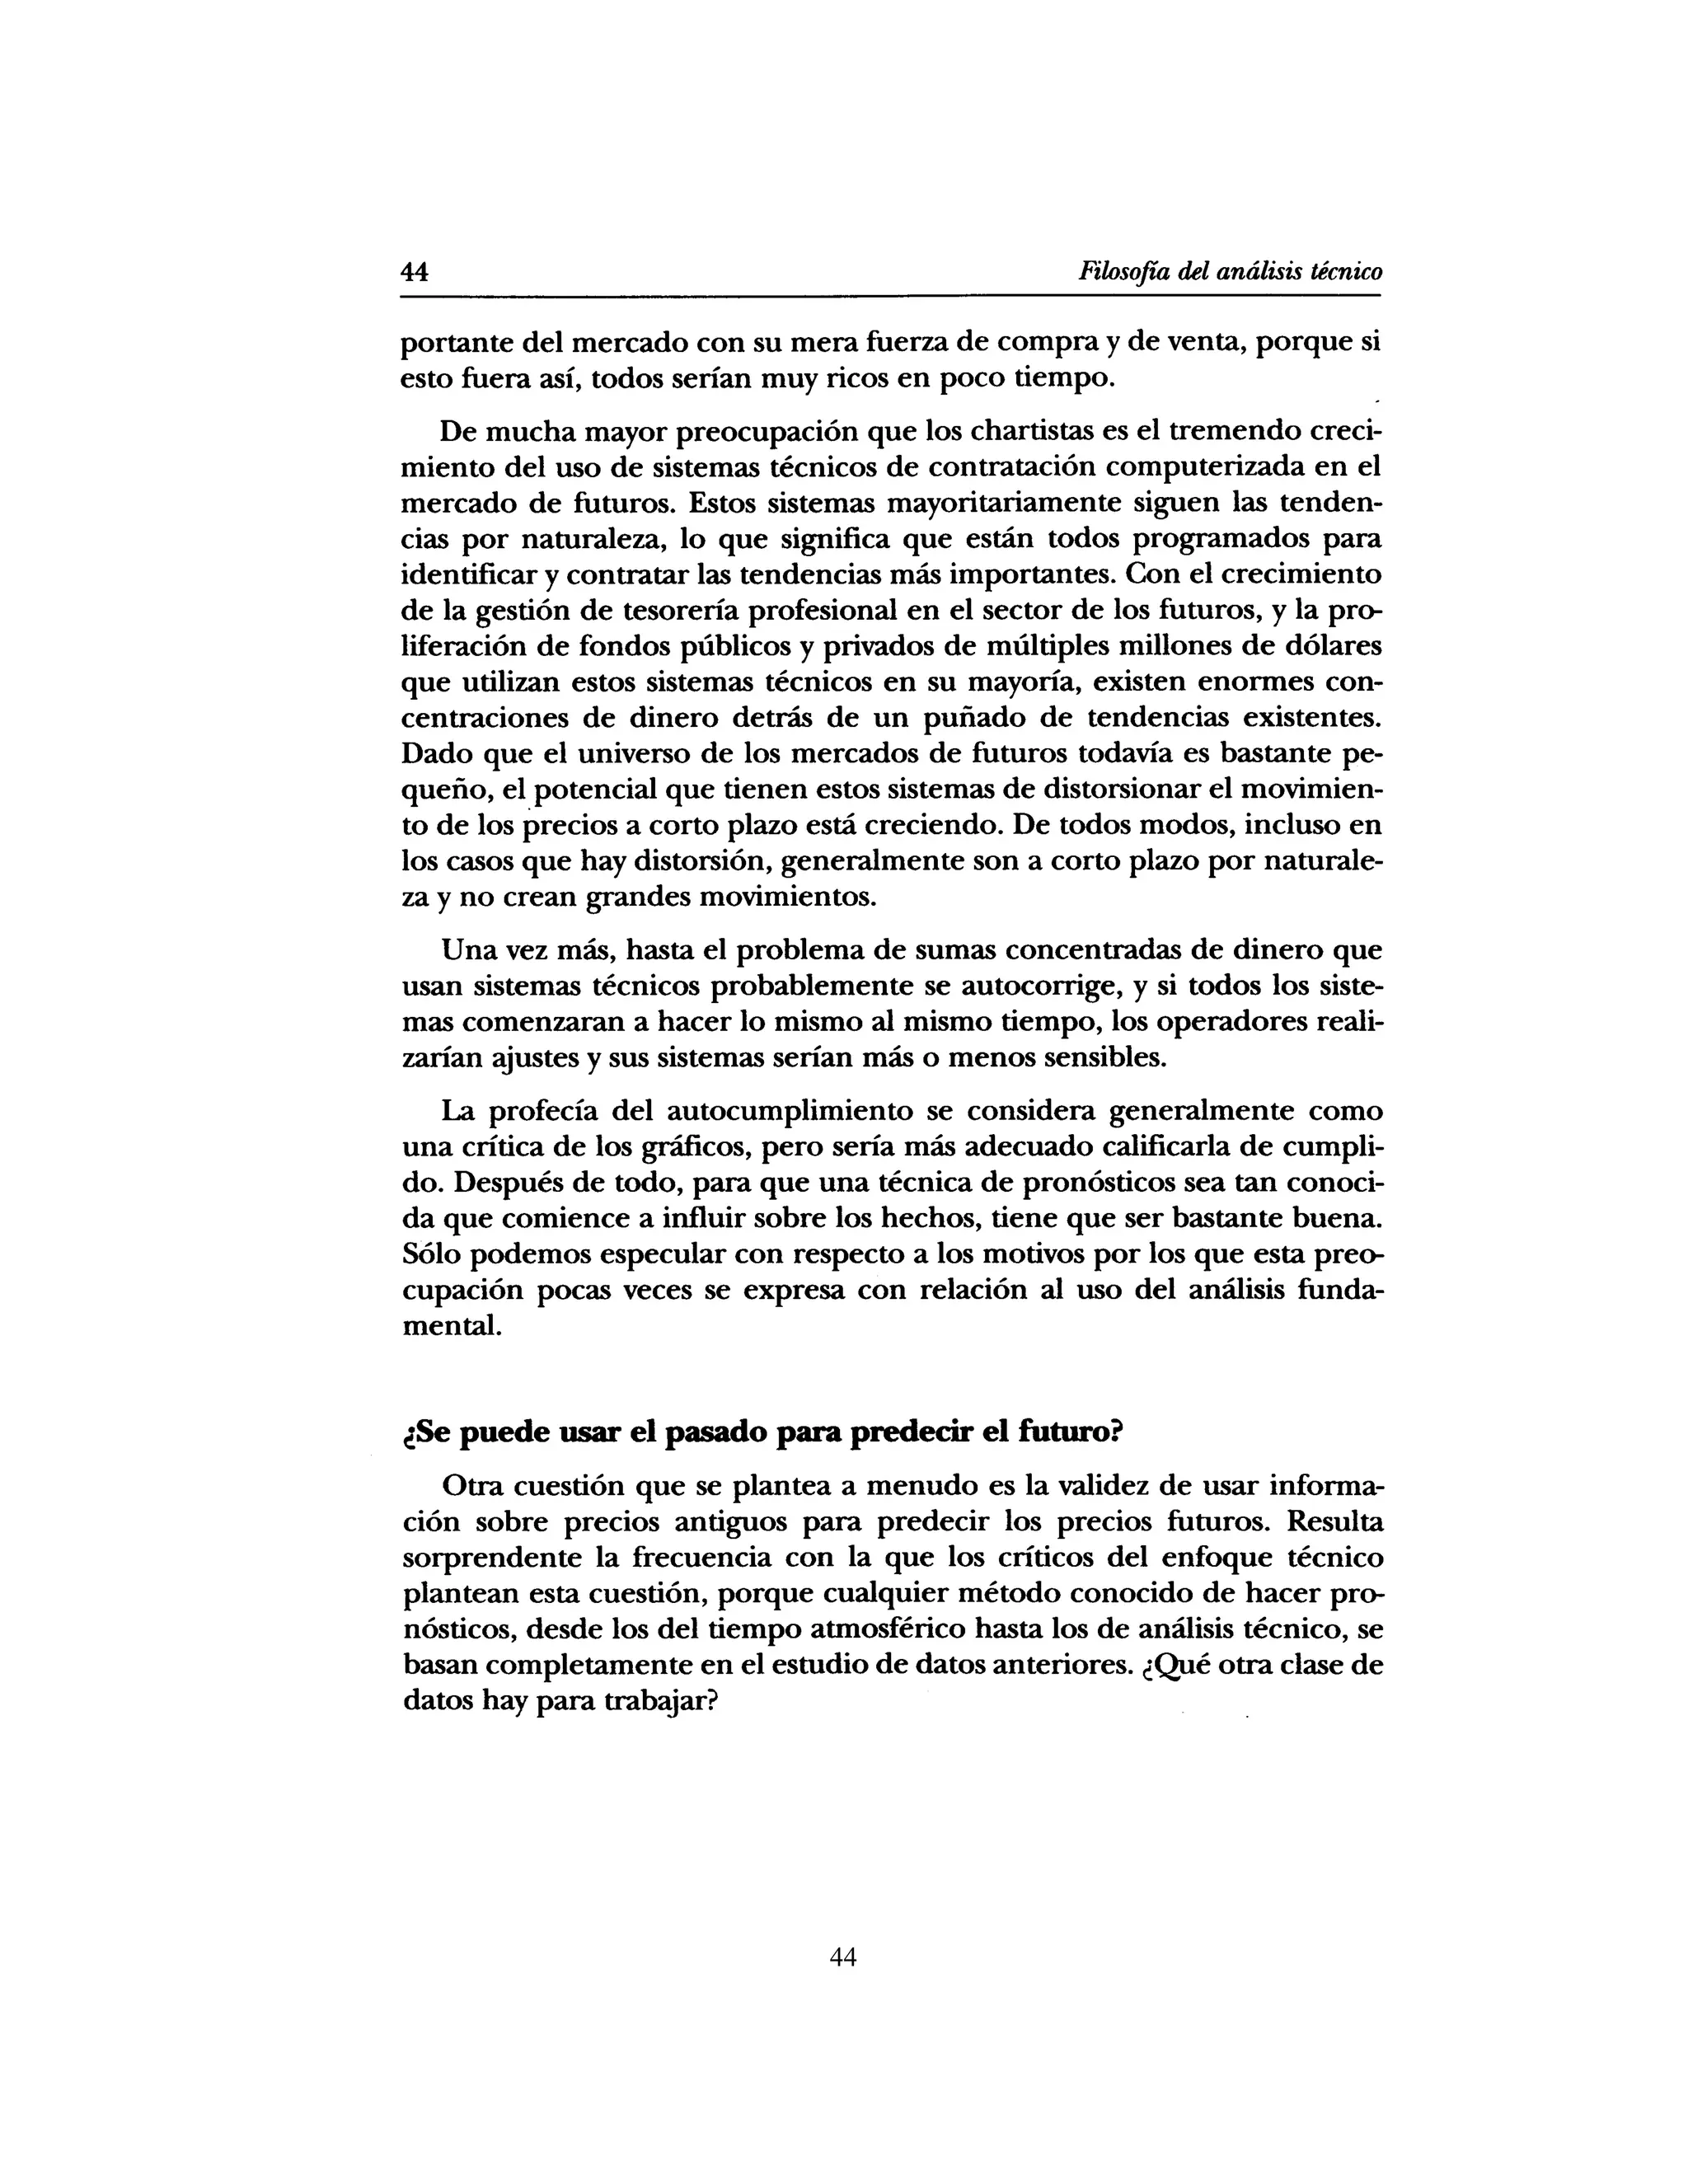 44 Filosofía del análisis técnico
portante del mercado con su mera fuerza de compra y de venta, porque si
esto fuera así, todos serían muy ricos en poco tiempo.
De mucha mayor preocupación que los chartistas es el tremendo creci-
miento del uso de sistemas técnicos de contratación computerizada en el
mercado de futuros. Estos sistemas mayoritariamente siguen las tenden-
cias por naturaleza, lo que significa que están todos programados para
identificar y contratar las tendencias más importantes. Con el crecimiento
de la gestión de tesorería profesional en el sector de los futuros, y la pro-
liferación de fondos públicos y privados de múltiples millones de dólares
que utilizan estos sistemas técnicos en su mayoría, existen enormes con-
centraciones de dinero detrás de un puñado de tendencias existentes.
Dado que el universo de los mercados de futuros todavía es bastante pe-
queño, el potencial que tienen estos sistemas de distorsionar el movimien-
to de los precios a corto plazo está creciendo. De todos modos, incluso en
los casos que hay distorsión, generalmente son a corto plazo por naturale-
za y no crean grandes movimientos.
Una vez más, hasta el problema de sumas concentradas de dinero que
usan sistemas técnicos probablemente se autocorrige, y si todos los siste-
mas comenzaran a hacer lo mismo al mismo tiempo, los operadores reali-
zarían ajustes y sus sistemas serían más o menos sensibles.
La profecía del autocumplimiento se considera generalmente como
una crítica de los gráficos, pero sería más adecuado calificarla de cumpli-
do. Después de todo, para que una técnica de pronósticos sea tan conoci-
da que comience a influir sobre los hechos, tiene que ser bastante buena.
Sólo podemos especular con respecto a los motivos por los que esta preo-
cupación pocas veces se expresa con relación al uso del análisis funda-
mental.
¿Se puede usar el pasado para predecir el futuro?
Otra cuestión que se plantea a menudo es la validez de usar informa-
ción sobre precios antiguos para predecir los precios futuros. Resulta
sorprendente la frecuencia con la que los críticos del enfoque técnico
plantean esta cuestión, porque cualquier método conocido de hacer pro-
nósticos, desde los del tiempo atmosférico hasta los de análisis técnico, se
basan completamente en el estudio de datos anteriores. ¿Qué otra clase de
datos hay para trabajar?
44